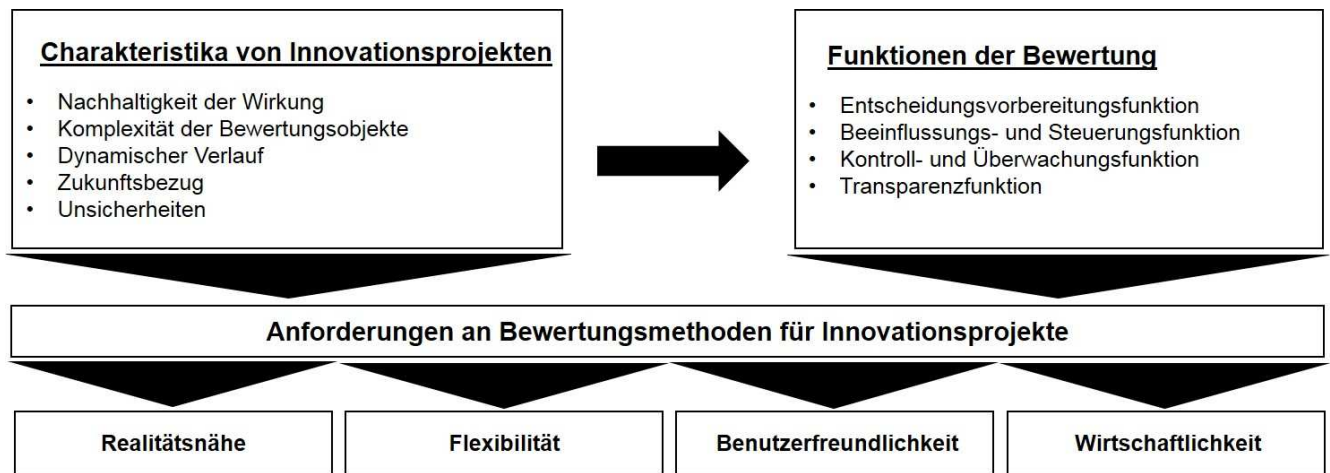 Charakteristika von Innovationsprojekten
• Nachhaltigkeit der Wirkung
• Komplexität der Bewertungsobjekte
• Dynamischer Verlauf
• Zukunftsbezug
• Unsicherheiten
Funktionen der Bewertung
• Entscheidungsvorbereitungsfunktion
• Beeinflussungs- und Steuerungsfunktion
• Kontroll- und Überwachungsfunktion
• Transparenzfunktion
Anforderungen an Bewertungsmethoden für Innovationsprojekte
Realitätsnähe
Flexibilität
Benutzerfreundlichkeit
Wirtschaftlichkeit